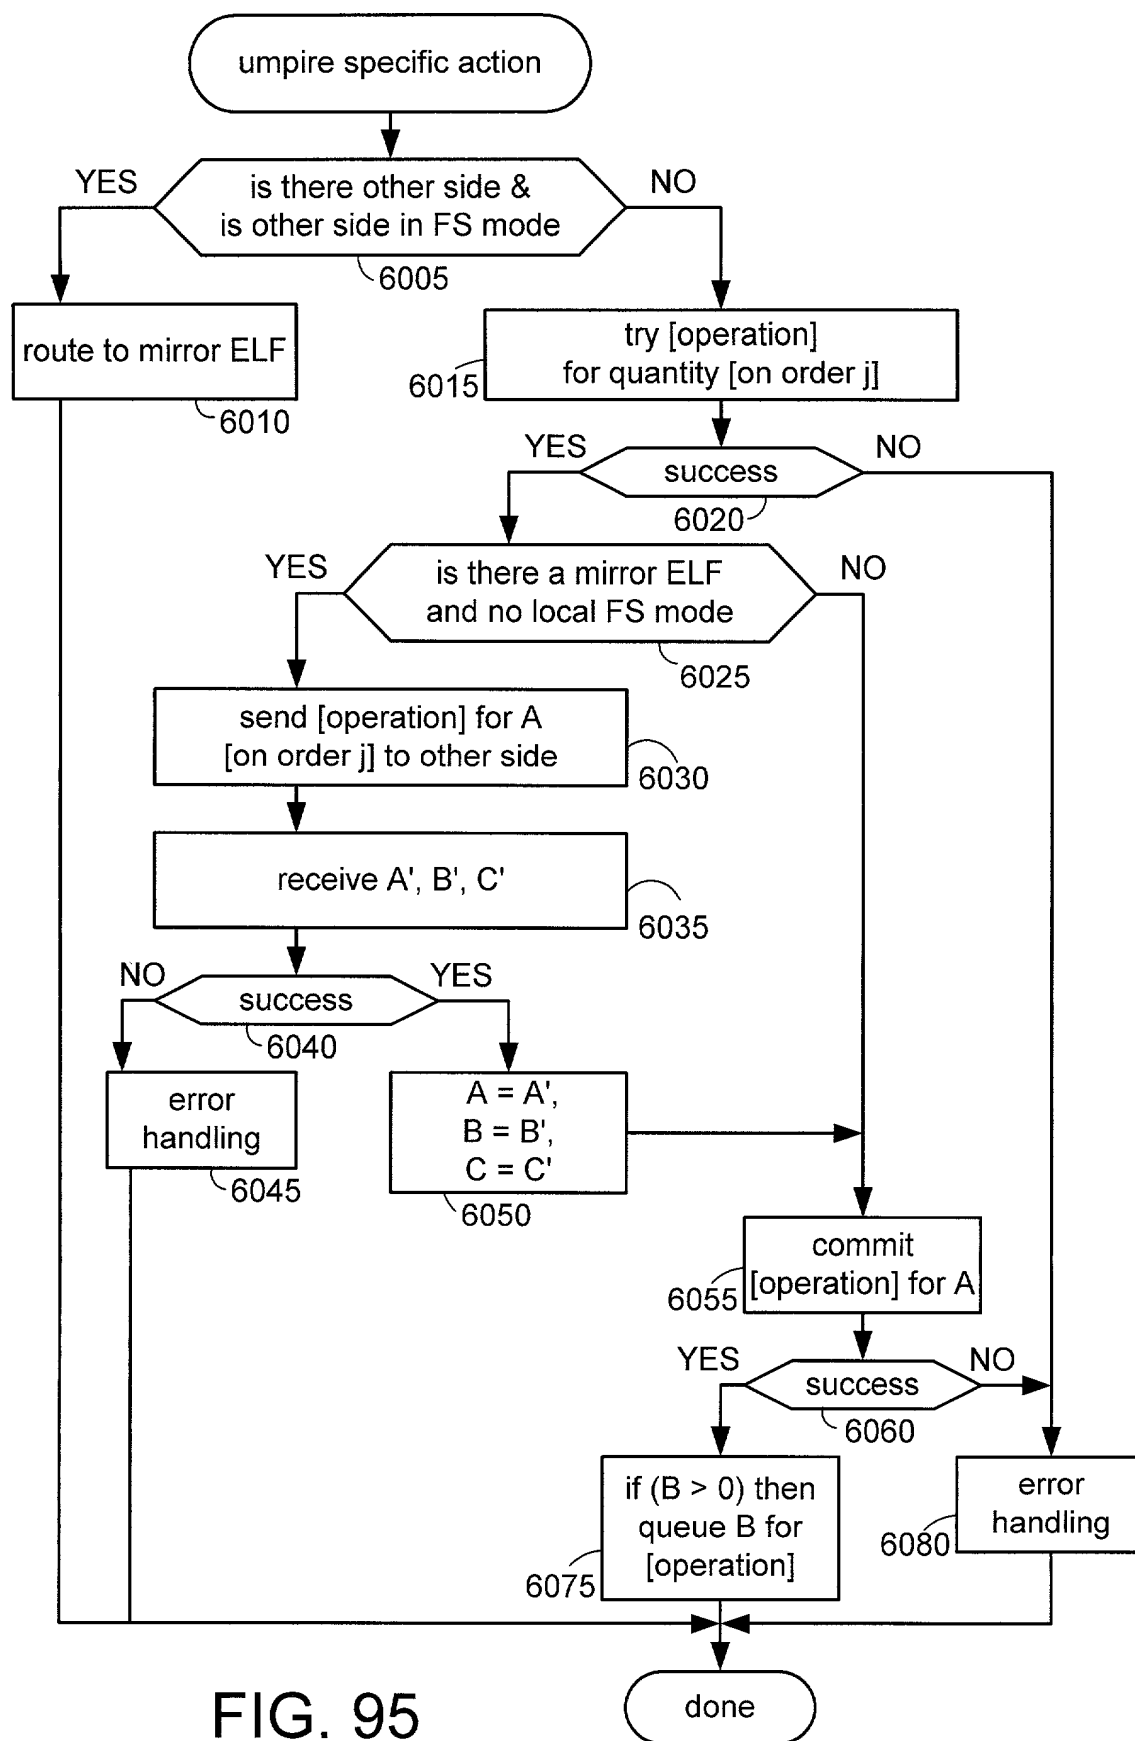 umpire specific action
YES
is there other side &
is other side in FS mode
NO
6005
route to mirror ELF
6010
try [operation]
for quantity [on order j]
6015
YES
success
NO
6020
YES
is there a mirror ELF
and no local FS mode
NO
6025
send [operation] for A
[on order j] to other side
6030
receive A', B', C'
6035
NO
success
YES
6040
error
handling
6045
A = A',
B = B',
C = C'
6050
commit
[operation] for A
6055
YES
success
NO
6060
if (B > 0) then
queue B for
[operation]
6075
error
handling
6080
done
FIG. 95